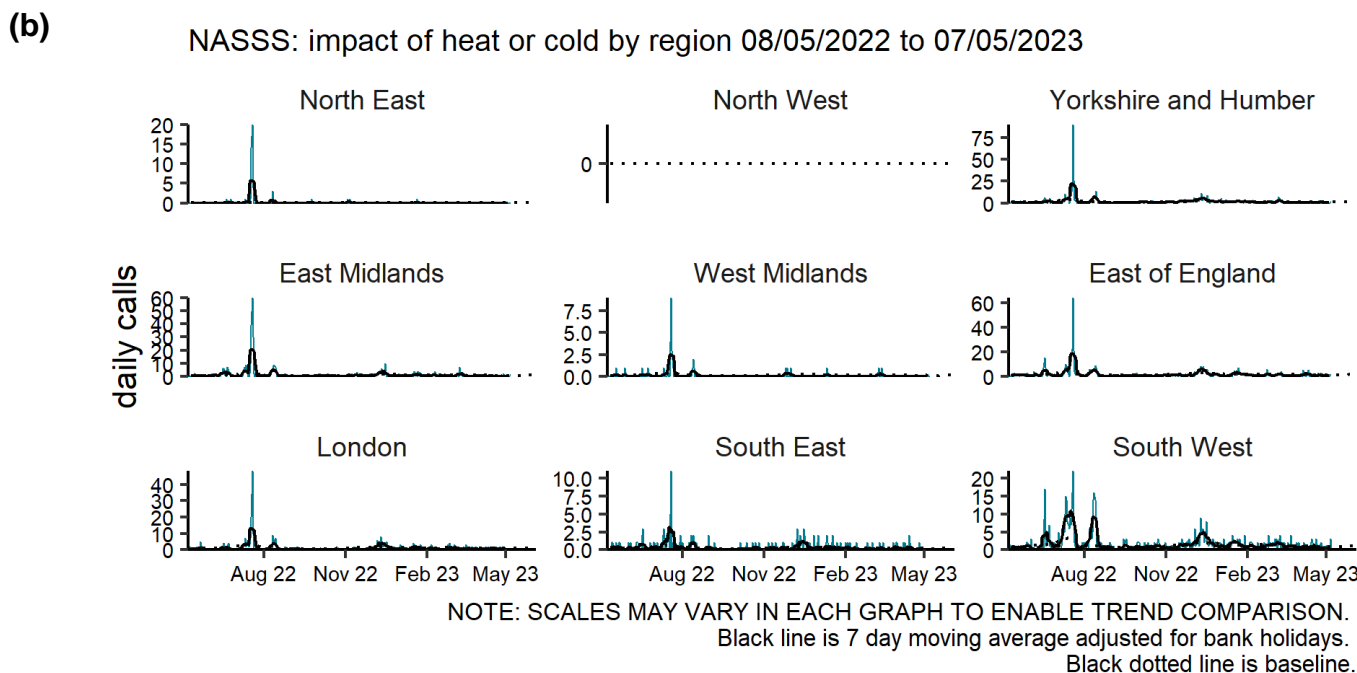 (b)
NASSS: impact of heat or cold by region 08/05/2022 to 07/05/2023
North East
North West
Yorkshire and Humber
20
15
10
5
0
0
75
50
25
0
daily calls
East Midlands
West Midlands
East of England
60
50
40
30
20
10
0
7.5
5.0
2.5
0.0
60
40
20
0
London
South East
South West
40
30
20
10
0
10.0
7.5
5.0
2.5
0.0
20
15
10
5
0
Aug 22 Nov 22 Feb 23 May 23
Aug 22 Nov 22 Feb 23 May 23
Aug 22 Nov 22 Feb 23 May 23
NOTE: SCALES MAY VARY IN EACH GRAPH TO ENABLE TREND COMPARISON.
Black line is 7 day moving average adjusted for bank holidays.
Black dotted line is baseline.